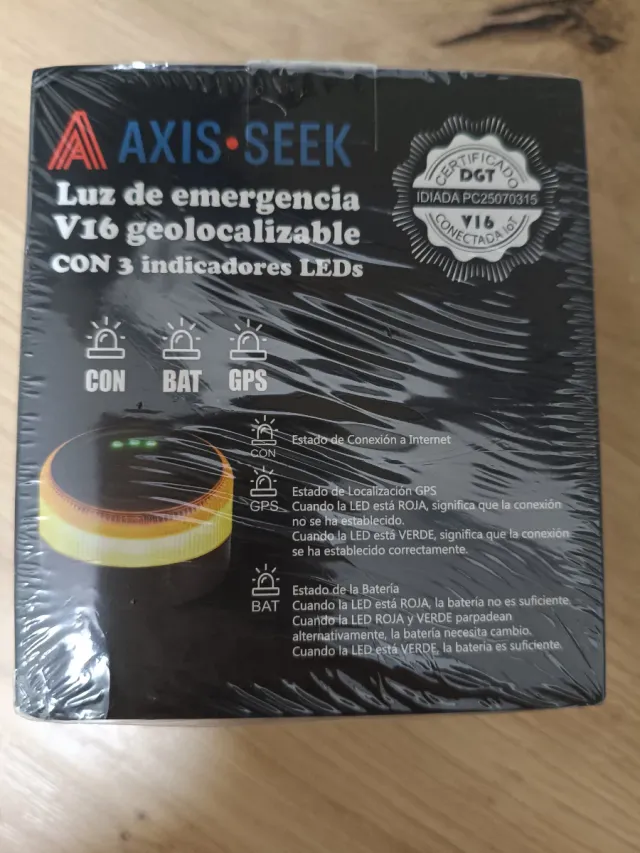 AXIS·SEEK
Luz de emergencia
V16 geolocalizable
CON 3 indicadores LEDs
CERTIFICADO
DGT
IDIADA PC25070315
V16
CONECTADA IoT
CON BAT GPS
CON
Estado de Conexión a Internet
GPS
Estado de Localización GPS
Cuando la LED está ROJA, significa que la conexión
no se ha establecido.
Cuando la LED está VERDE, significa que la conexión
se ha establecido correctamente.
BAT
Estado de la Batería
Cuando la LED está ROJA, la batería no es suficiente.
Cuando la LED ROJA y VERDE parpadean
alternativamente, la batería necesita cambio.
Cuando la LED está VERDE, la batería es suficiente.